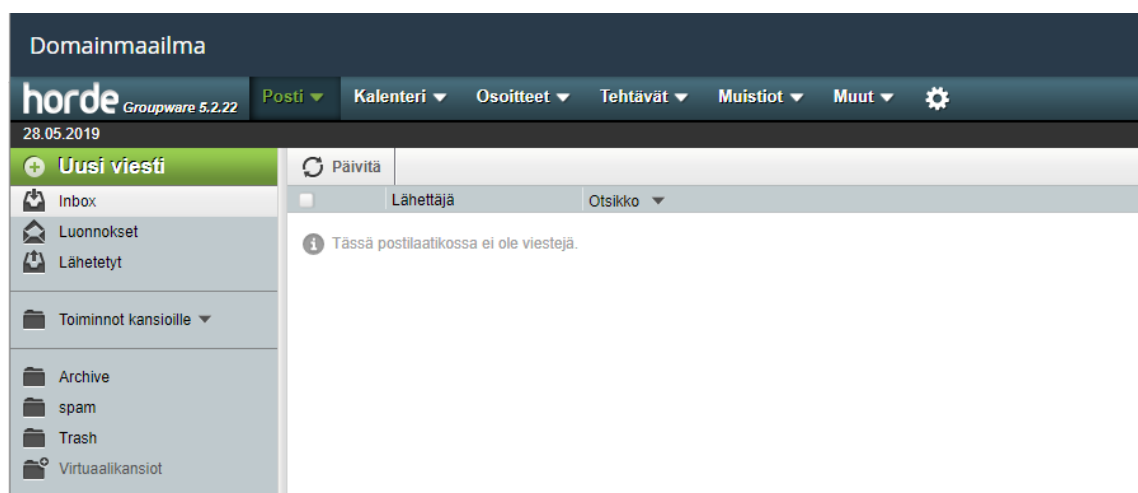 Domainmaailma
horde Groupware 5.2.22 Posti Kalenteri Osoitteet Tehtävät Muistiot Muut
28.05.2019
Uusi viesti
Päivitä
Inbox
Lähettäjä Otsikko
Luonnokset
Tässä postilaatikossa ei ole viestejä.
Lähetetyt
Toiminnot kansioille
Archive
spam
Trash
Virtuaalikansiot